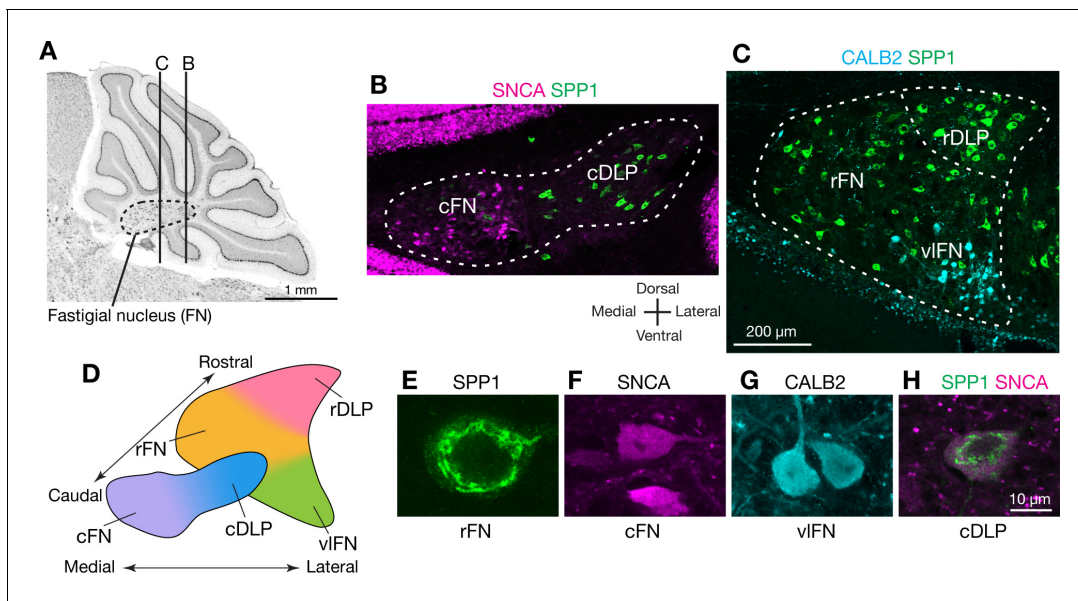 A
C B
1 mm
Fastigial nucleus (FN)
B
SNCA SPP1
cFN
cDLP
Dorsal
Medial Lateral
Ventral
C
CALB2 SPP1
rDLP
rFN
vlFN
200 µm
D
Rostral
rDLP
rFN
Caudal
cFN
cDLP
vlFN
Medial Lateral
E SPP1
rFN
F SNCA
cFN
G CALB2
vlFN
H SPP1 SNCA
10 µm
cDLP